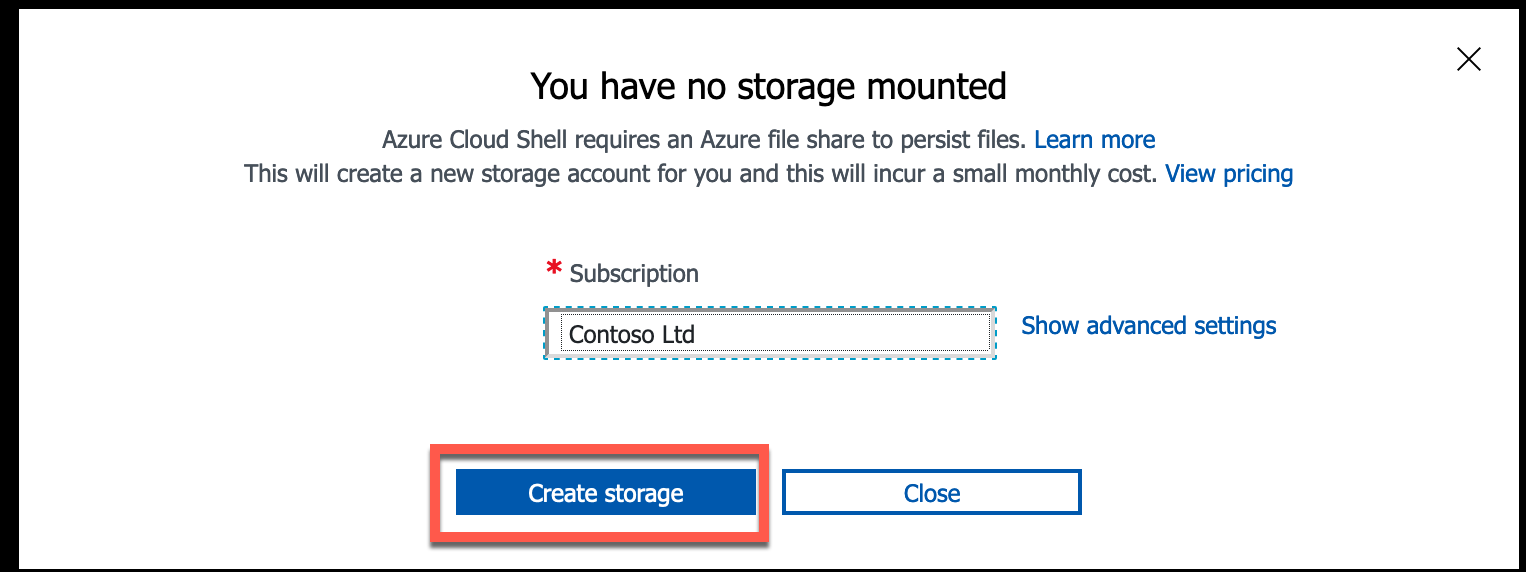 You have no storage mounted
Azure Cloud Shell requires an Azure file share to persist files. Learn more
This will create a new storage account for you and this will incur a small monthly cost. View pricing
* Subscription
Contoso Ltd
Show advanced settings
Create storage
Close